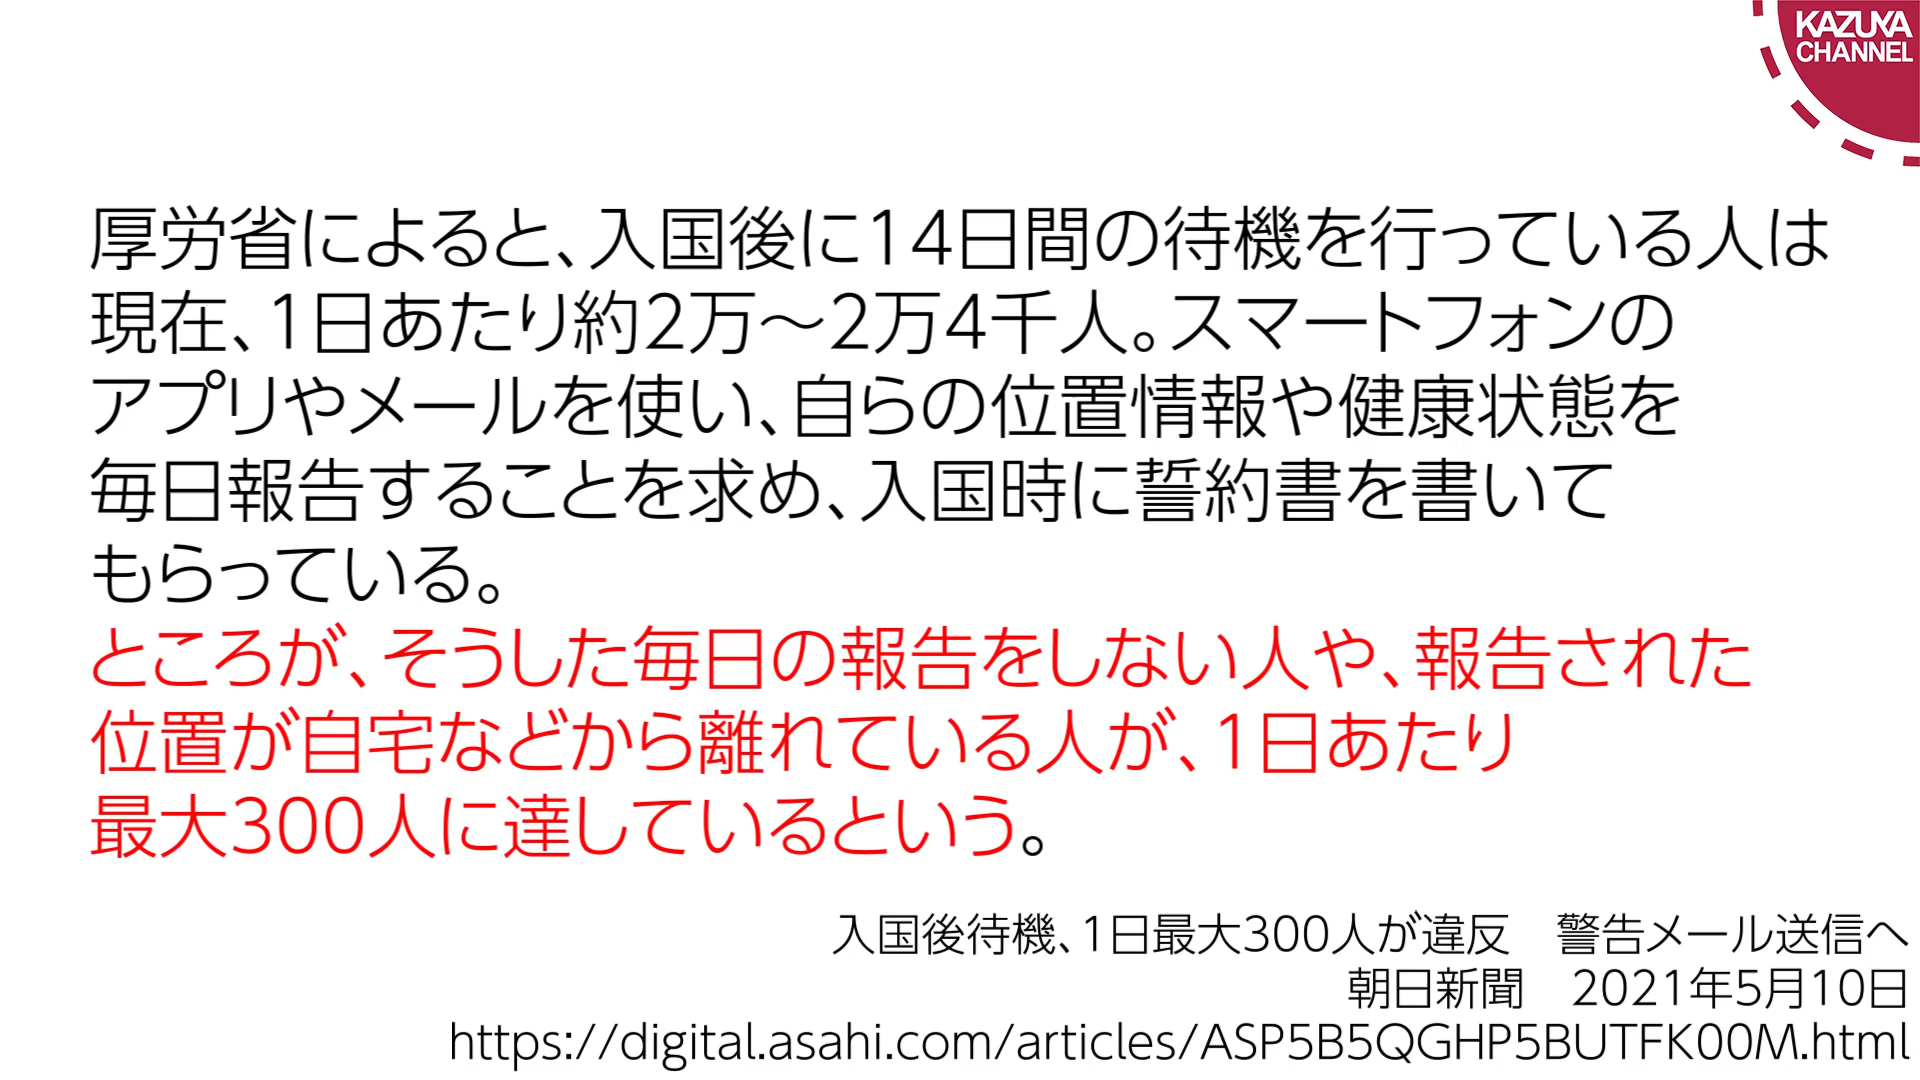 KAZUYA
CHANNEL
厚労省によると、入国後に14日間の待機を行っている人は
現在、1日あたり約2万～2万4千人。スマートフォンの
アプリやメールを使い、自らの位置情報や健康状態を
毎日報告することを求め、入国時に誓約書を書いて
もらっている。
ところが、そうした毎日の報告をしない人や、報告された
位置が自宅などから離れている人が、1日あたり
最大300人に達しているという。
入国後待機、1日最大300人が違反　警告メール送信へ
朝日新聞　2021年5月10日
https://digital.asahi.com/articles/ASP5B5QGHP5BUTFK00M.html